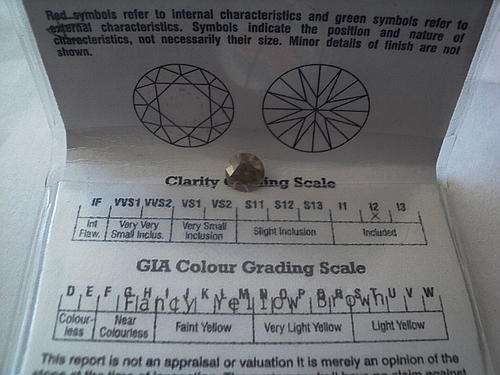 Red symbols refer to internal characteristics and green symbols refer to
external characteristics. Symbols indicate the position and nature of
characteristics, not necessarily their size. Minor details of finish are not
shown.
Clarity Grading Scale
IF VVS1 VVS2 VS1 VS2 S11 S12 S13 I1 I2 I3
X
Int Flaw. Very Very Small Inclus. Very Small Inclusion Slight Inclusion Included
GIA Colour Grading Scale
D E F G H I J K L M N O P Q R S T U V W
Fancy Yellow Brown
Colour-less Near Colourless Faint Yellow Very Light Yellow Light Yellow
This report is not an appraisal or valuation it is merely an opinion of the